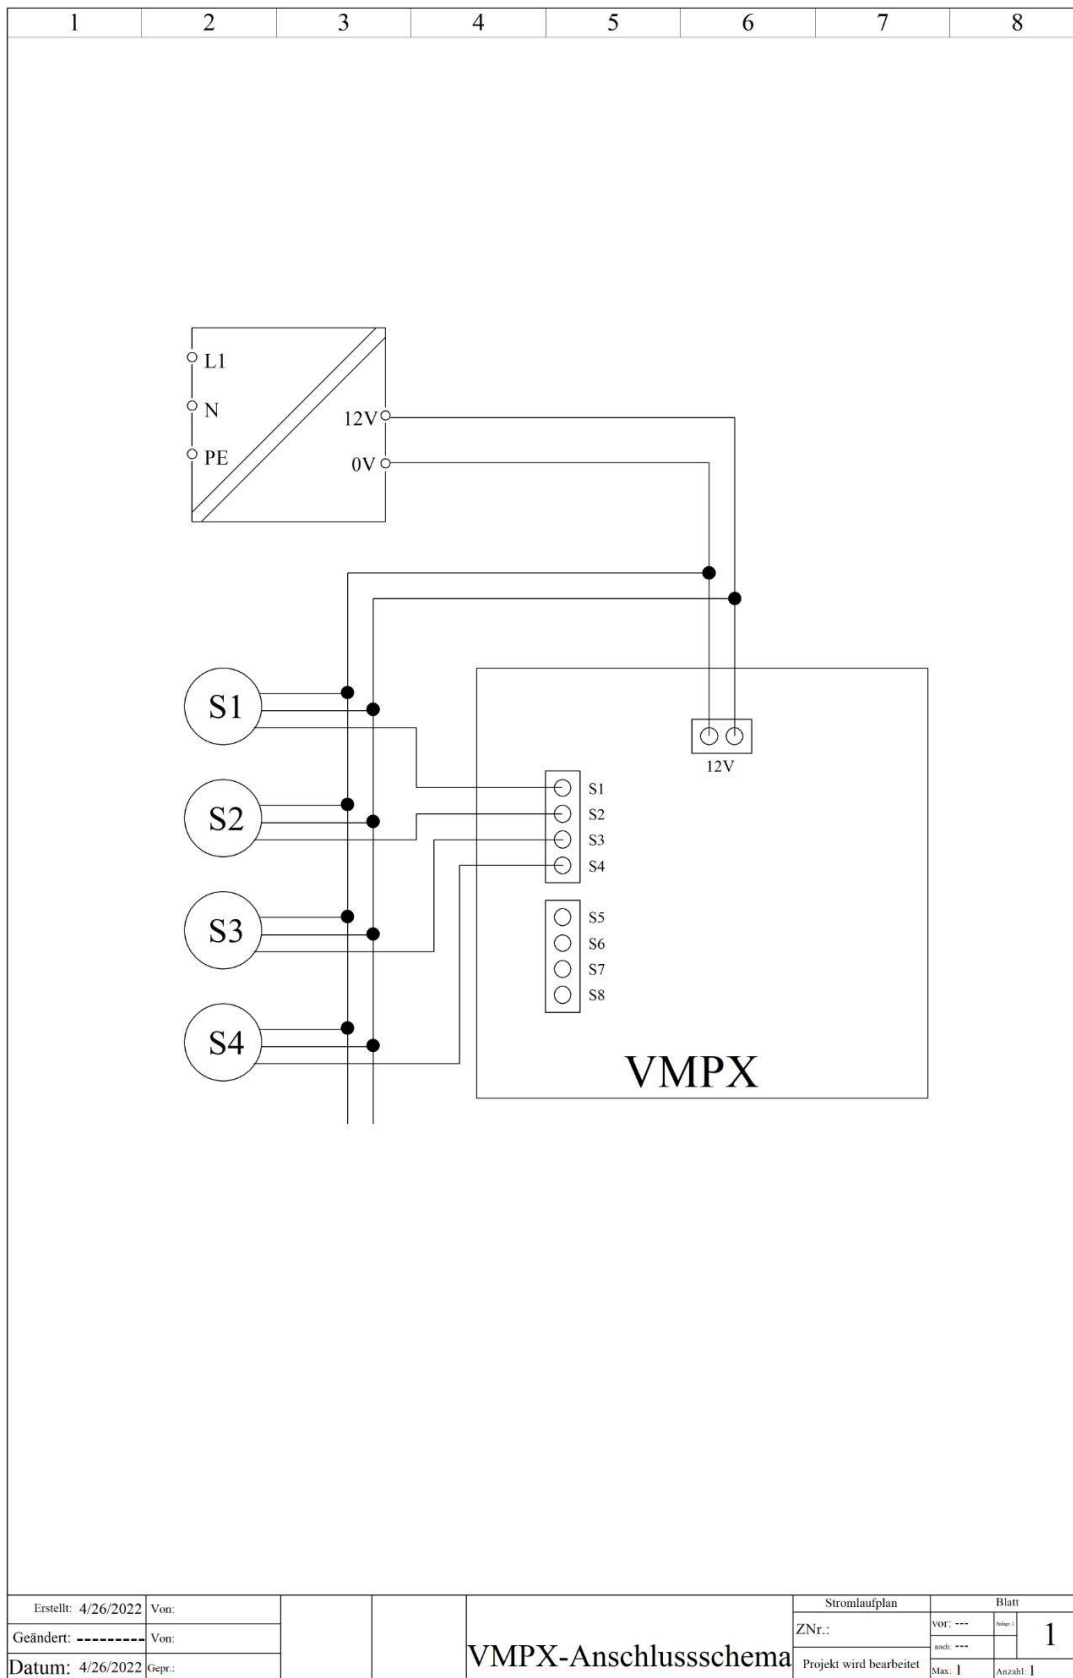 1 2 3 4 5 6 7 8
L1
N
PE
12V
0V
S1
S2
S3
S4
12V
S1
S2
S3
S4
S5
S6
S7
S8
VMPX
Erstellt: 4/26/2022 Von:
Geändert: --------- Von:
Datum: 4/26/2022 Gepr.:
VMPX-Anschlussschema
Stromlaufplan
ZNr.:
Projekt wird bearbeitet
Blatt
vor: ---
nach: ---
1
Max: 1 Anzahl: 1